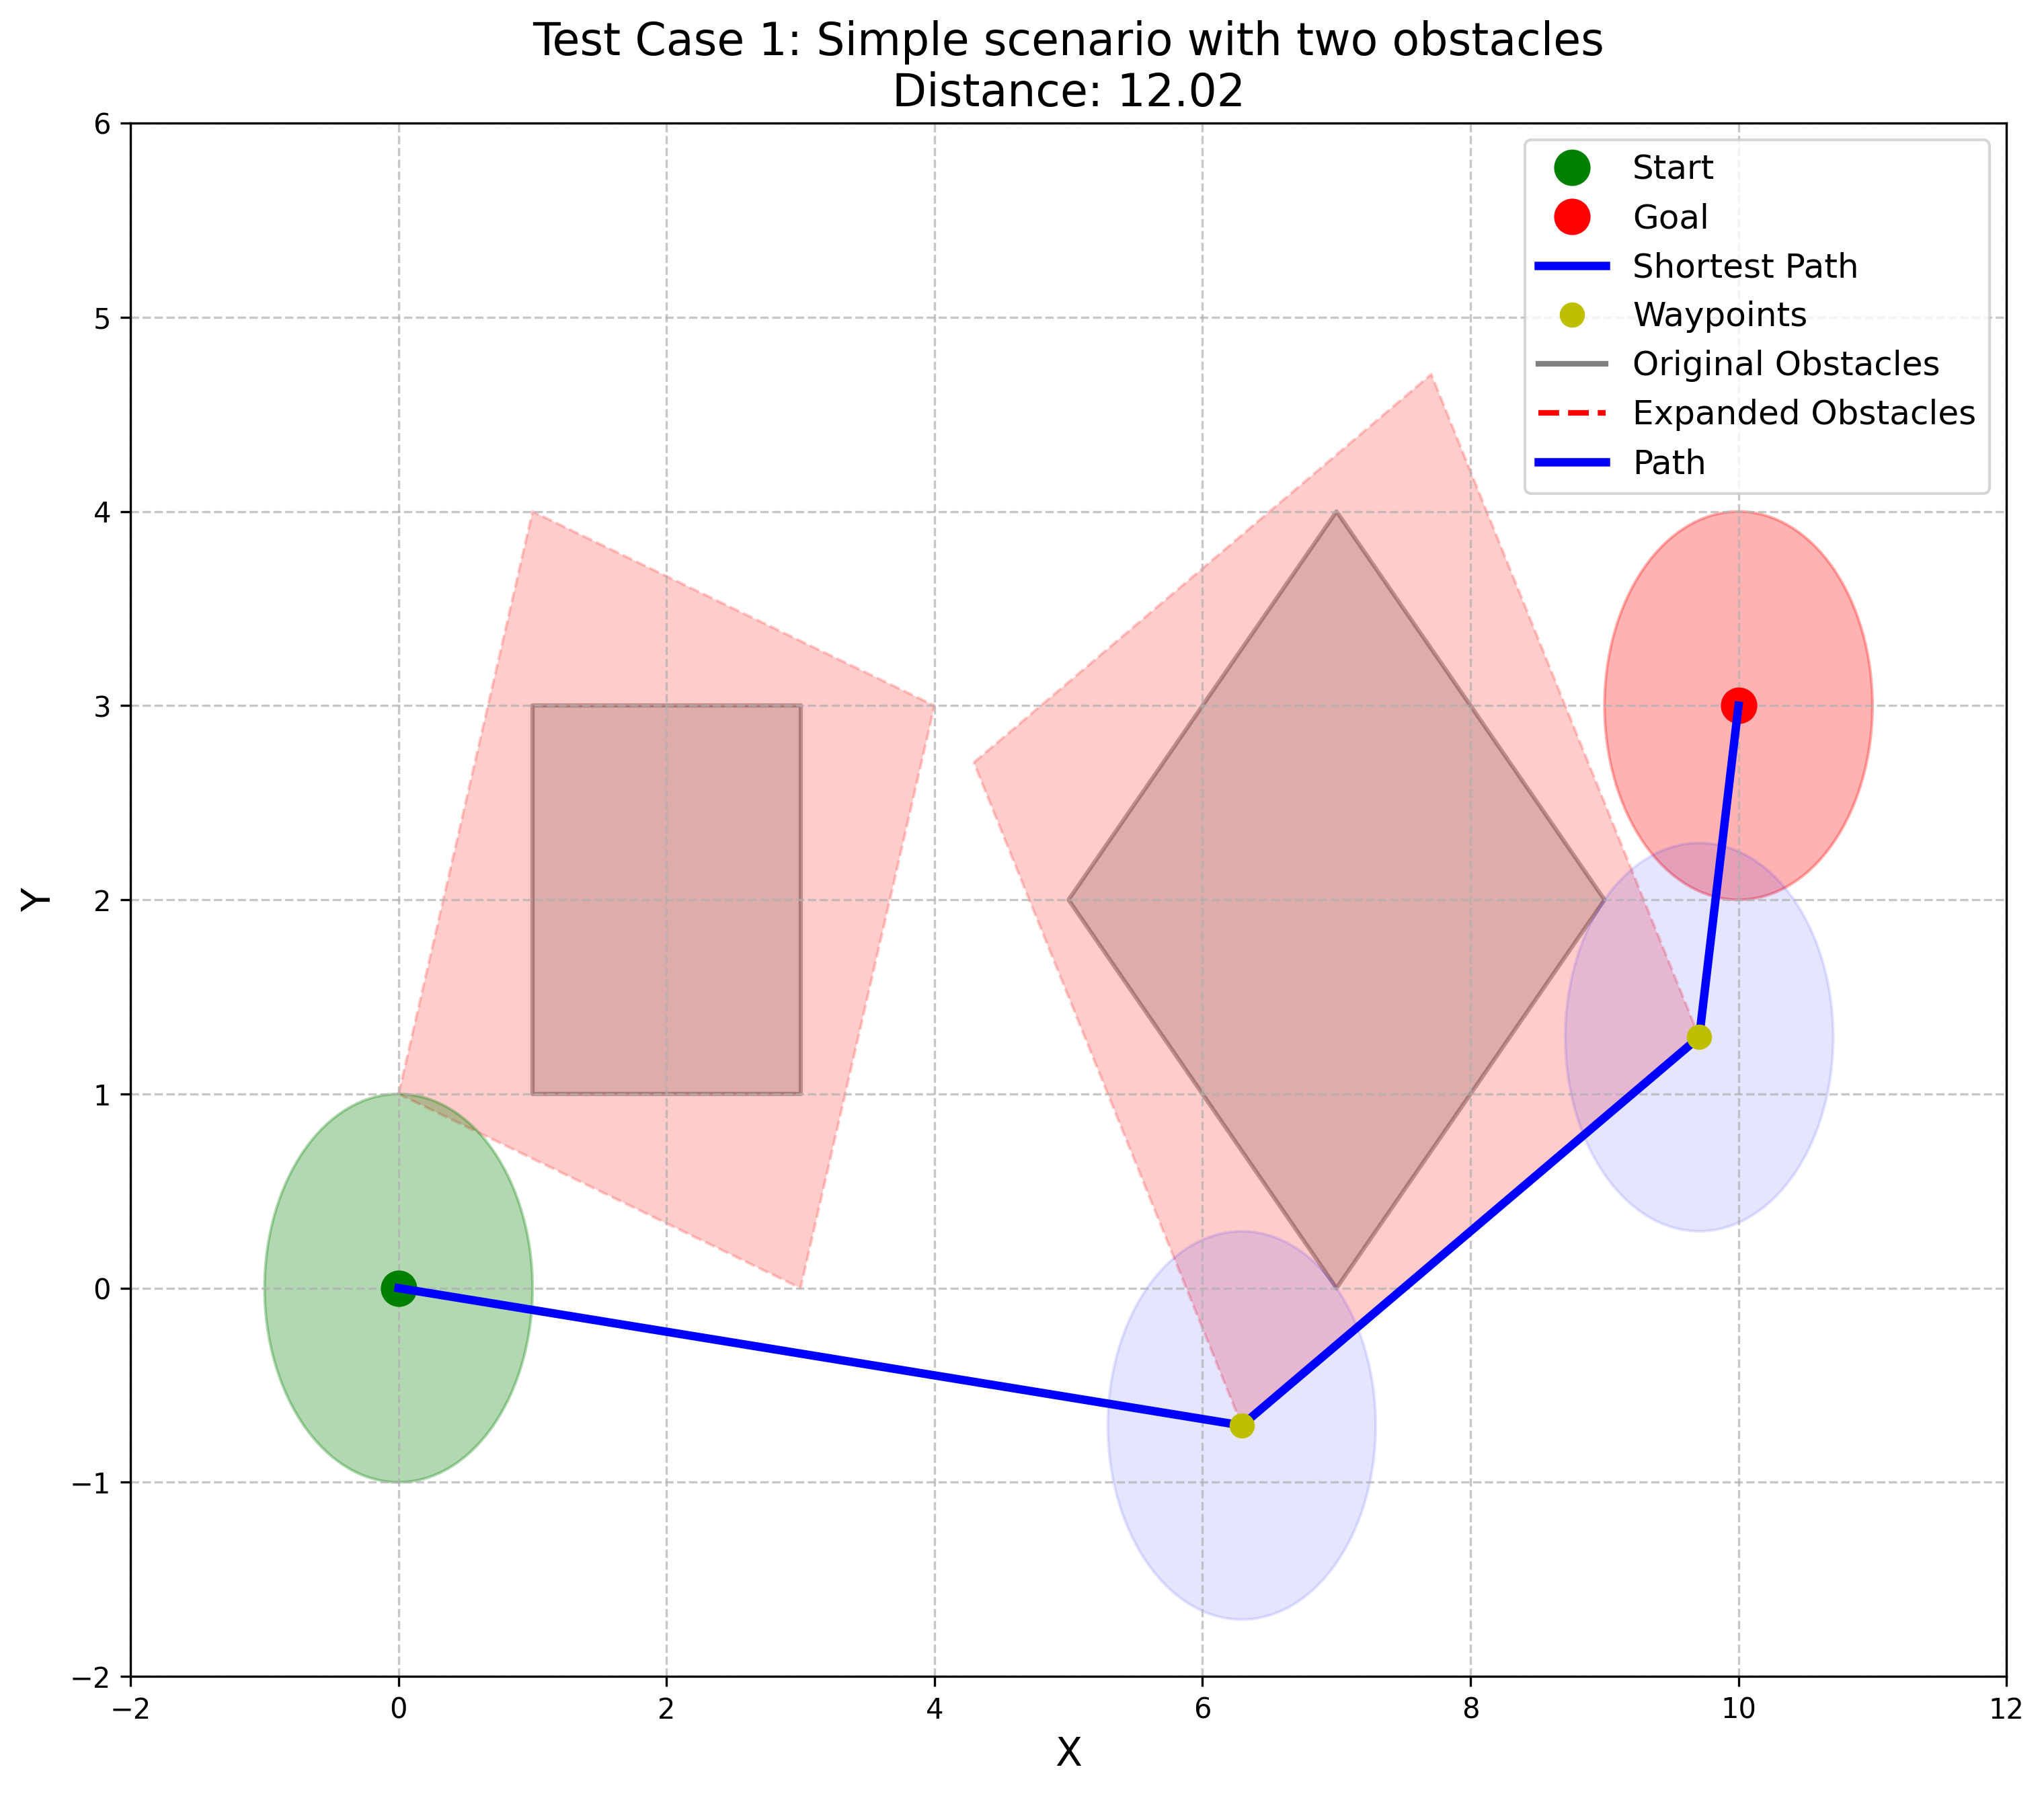 Test Case 1: Simple scenario with two obstacles
Distance: 12.02
Start
Goal
Shortest Path
Waypoints
Original Obstacles
Expanded Obstacles
Path
6
5
4
3
2
1
0
−1
−2
Y
−2
0
2
4
6
8
10
12
X